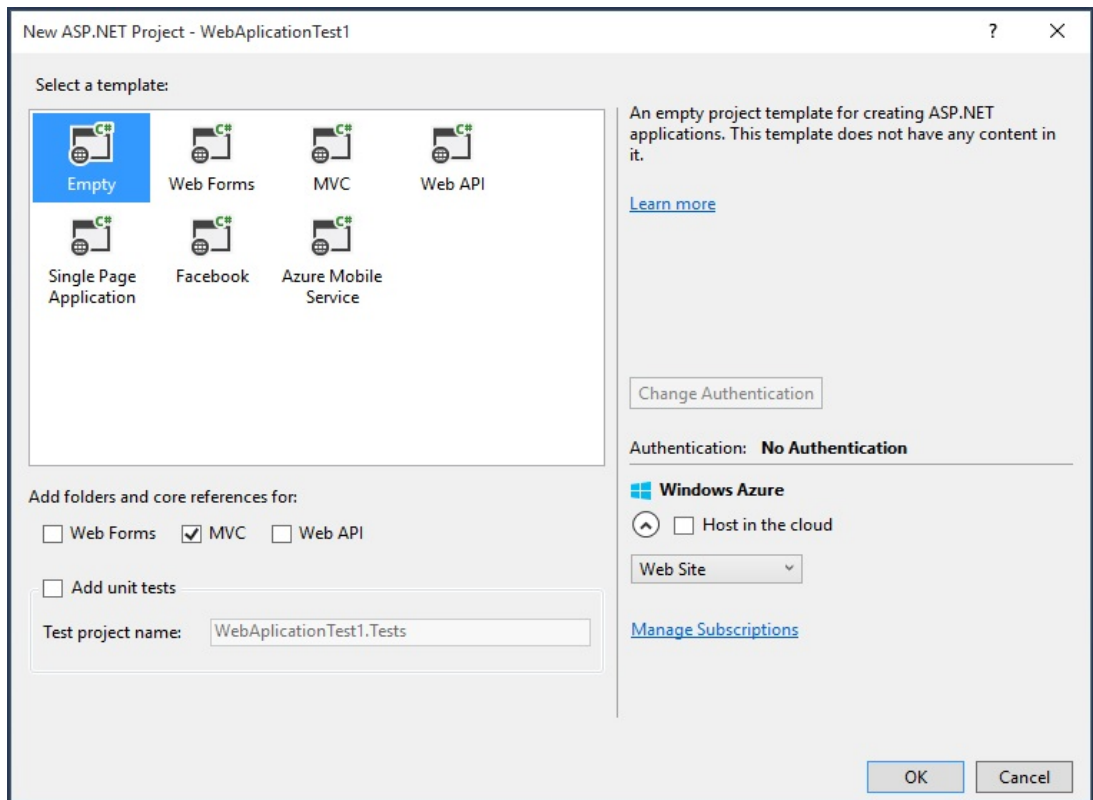 New ASP.NET Project - WebAplicationTest1
?
Select a template:
C# C# C# C#
Empty Web Forms MVC Web API
C# C# C#
Single Page Facebook Azure Mobile
Application Service
An empty project template for creating ASP.NET
applications. This template does not have any content in
it.
Learn more
Change Authentication
Authentication: No Authentication
Add folders and core references for:
Web Forms MVC Web API
Add unit tests
Test project name: WebAplicationTest1.Tests
Windows Azure
Host in the cloud
Web Site
Manage Subscriptions
OK Cancel